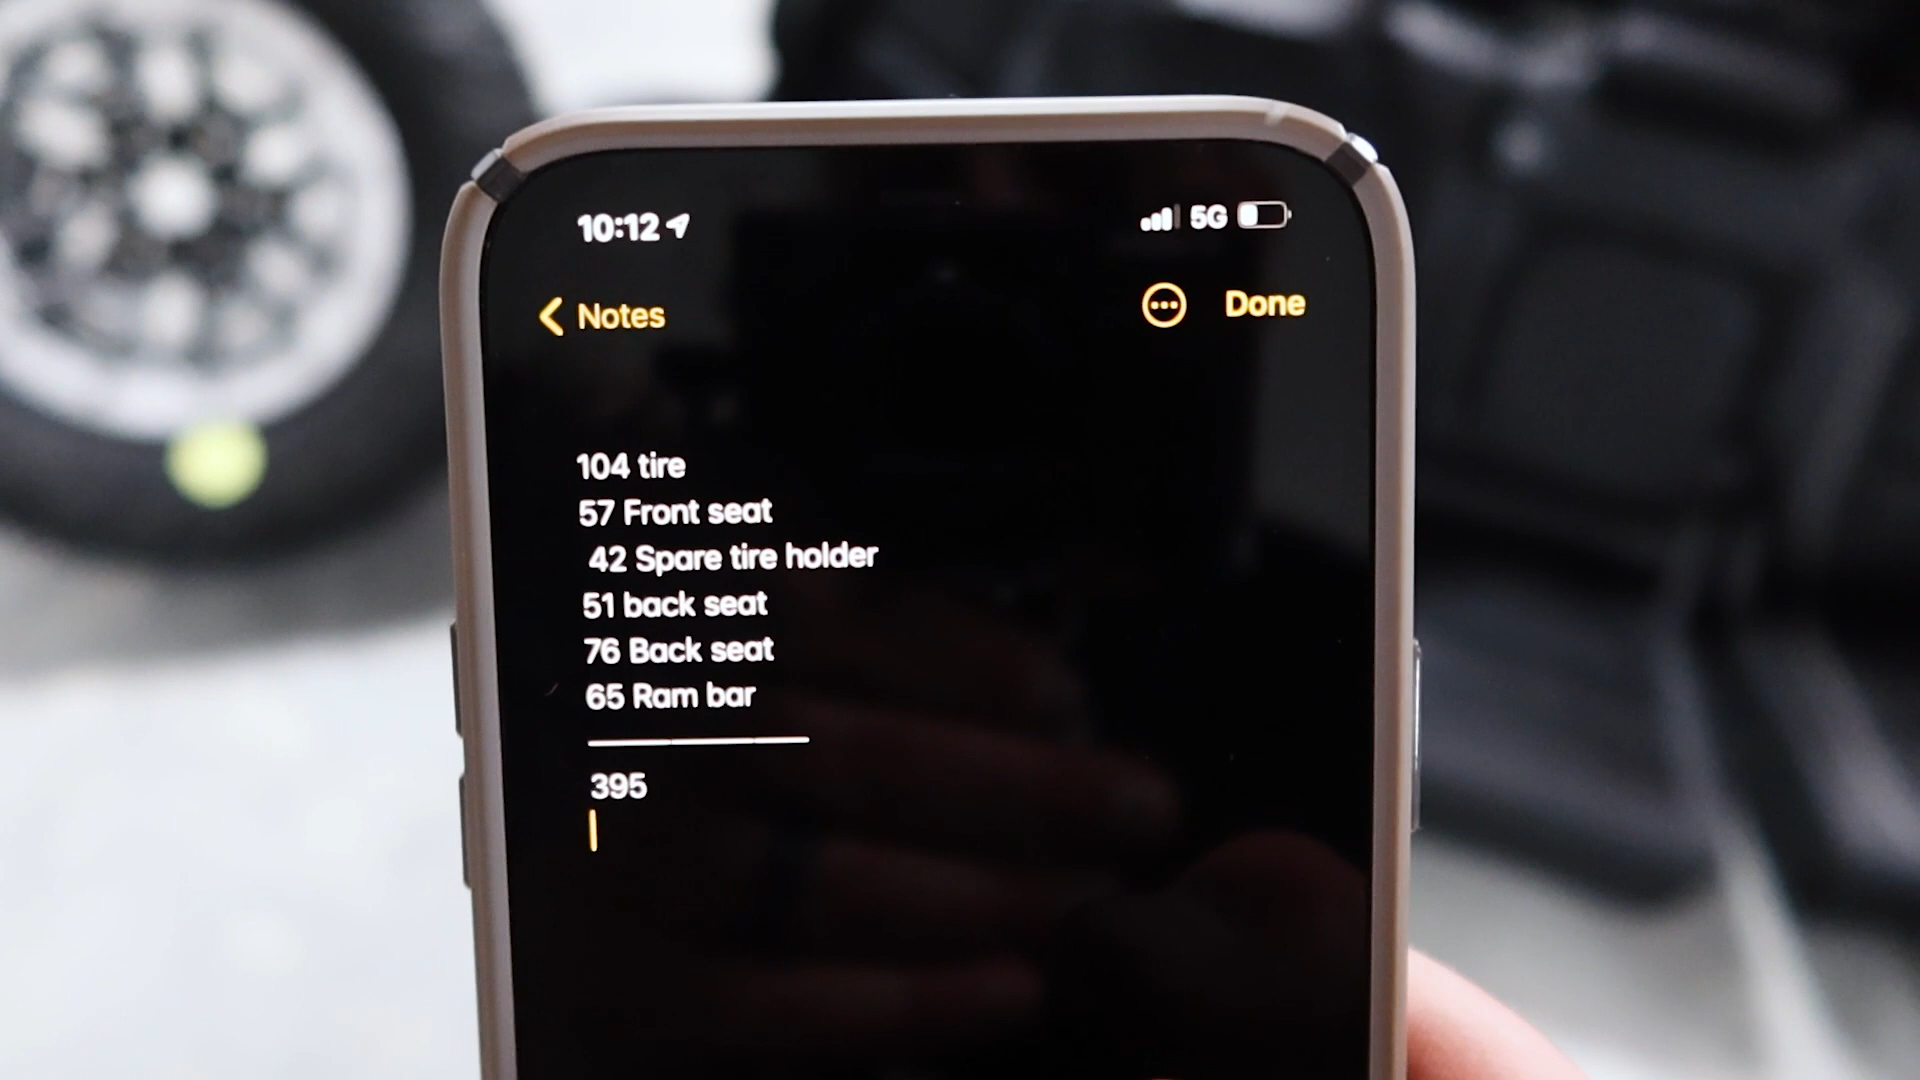 10:12
5G
Notes
Done
104 tire
57 Front seat
42 Spare tire holder
51 back seat
76 Back seat
65 Ram bar
395